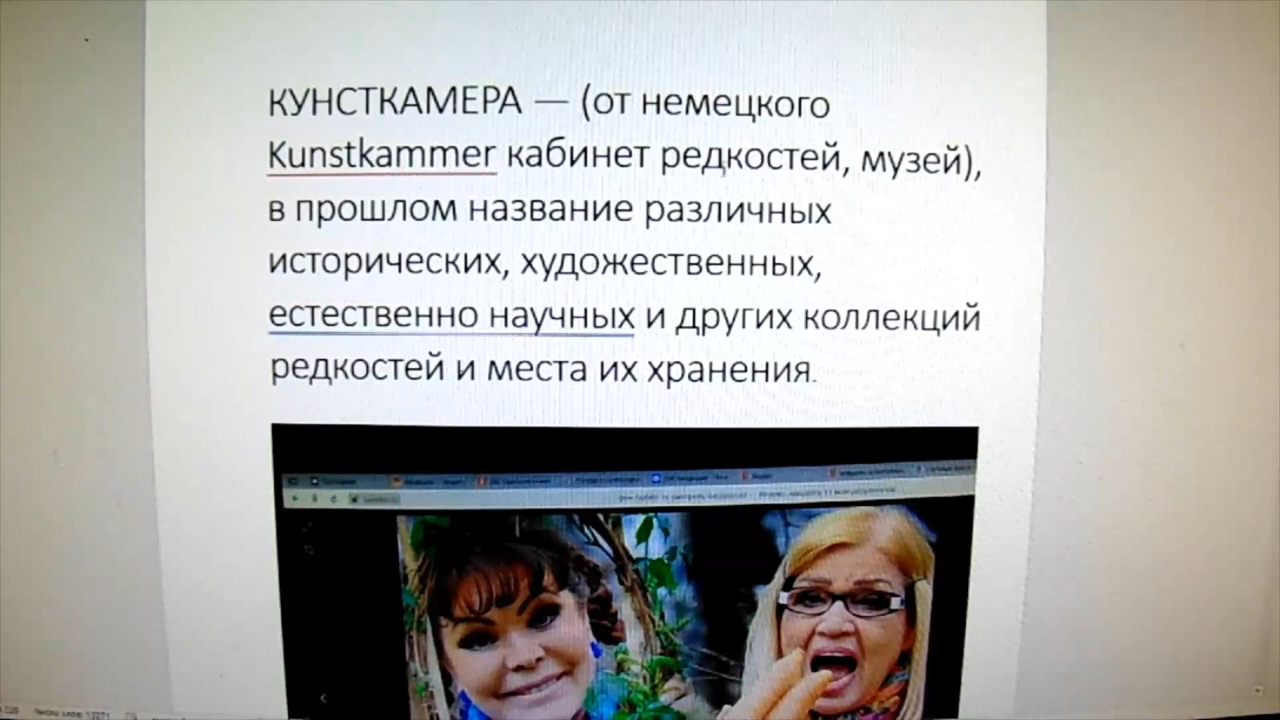 КУНСТКАМЕРА — (от немецкого
Kunstkammer кабинет редкостей, музей),
в прошлом название различных
исторических, художественных,
естественно научных и других коллекций
редкостей и места их хранения.